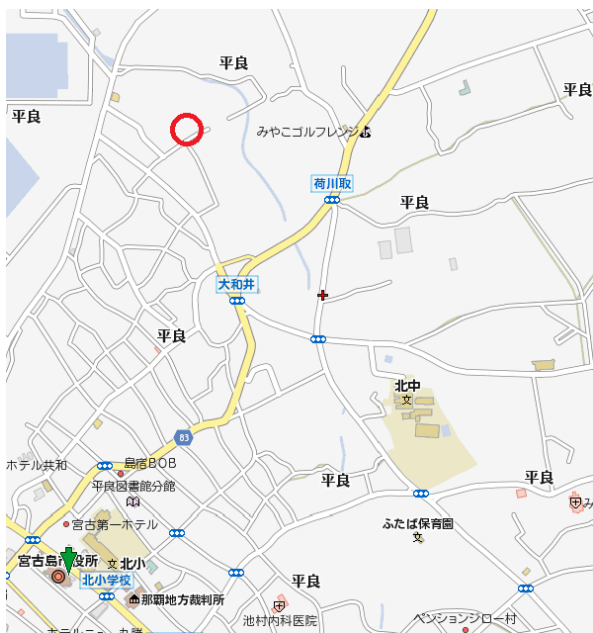 平良
平良
平良
平良
みやこゴルフレンジ
荷川取
平良
大和井
平良
北中
83
ホテル共和
島宿BOB
平良図書館分館
平良
平良
ふたば保育園
宮古第一ホテル
宮古島市役所
北小
北小学校
那覇地方裁判所
平良
池村内科医院
ペンションジロー村